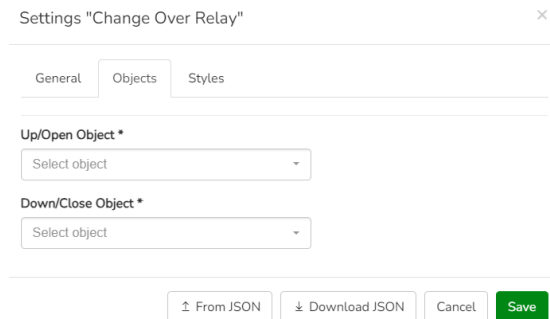 Settings "Change Over Relay"
General Objects Styles
Up/Open Object *
Select object
Down/Close Object *
Select object
From JSON Download JSON Cancel Save